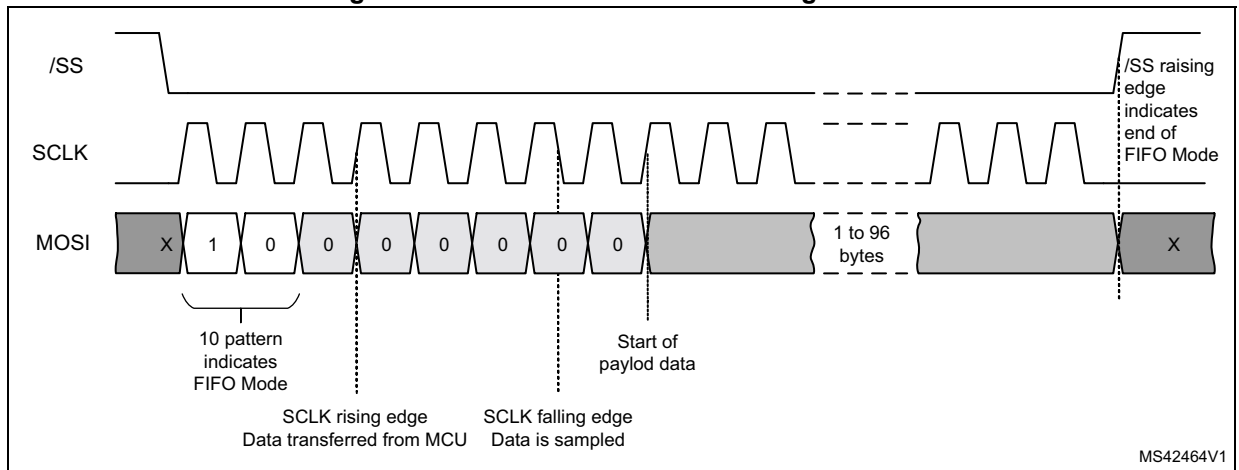 /SS
/SS raising
edge
indicates
end of
FIFO Mode
SCLK
MOSI
X 1 0 0 0 0 0 0 0
1 to 96
bytes
X
10 pattern
indicates
FIFO Mode
Start of
paylod data
SCLK rising edge
Data transferred from MCU
SCLK falling edge
Data is sampled
MS42464V1